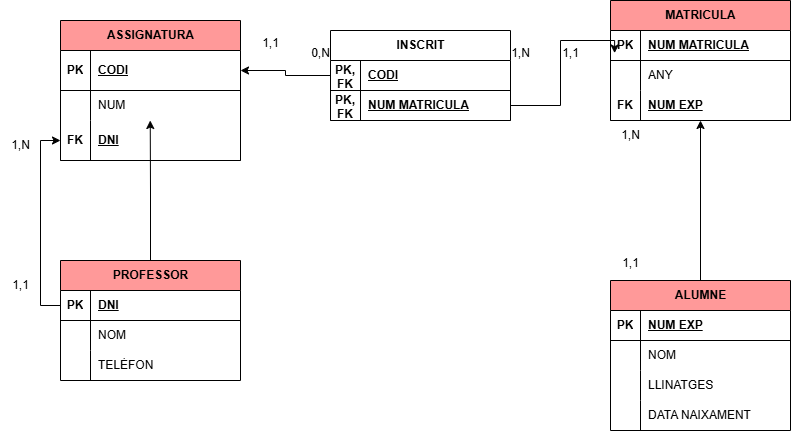 ASSIGNATURA
PK CODI
NUM
FK DNI
1,1
0,N
INSCRIT
PK, FK CODI
PK, FK NUM MATRICULA
1,N
1,1
MATRICULA
PK NUM MATRICULA
ANY
FK NUM EXP
1,N
1,N
1,1
PROFESSOR
PK DNI
NOM
TELÈFON
1,1
ALUMNE
PK NUM EXP
NOM
LLINATGES
DATA NAIXAMENT